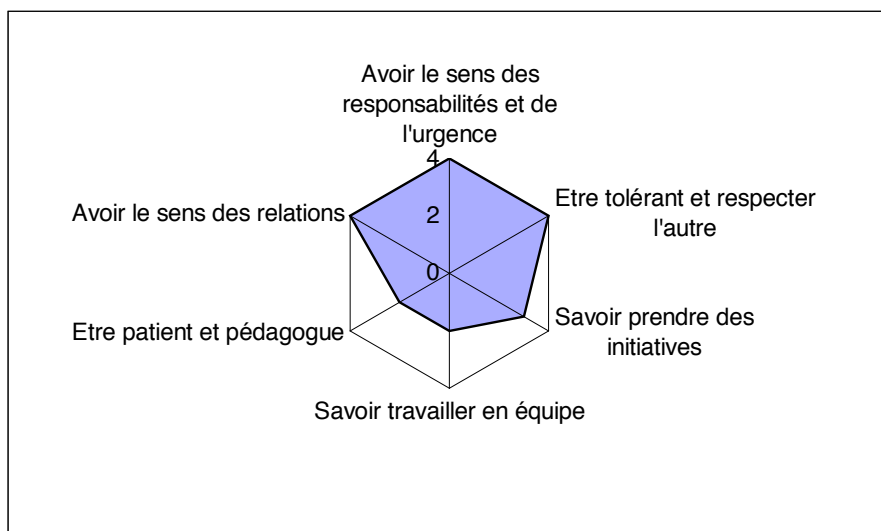 Avoir le sens des
responsabilités et de
l'urgence
4
Etre tolérant et respecter
l'autre
Avoir le sens des relations
2
0
Savoir prendre des
initiatives
Etre patient et pédagogue
Savoir travailler en équipe